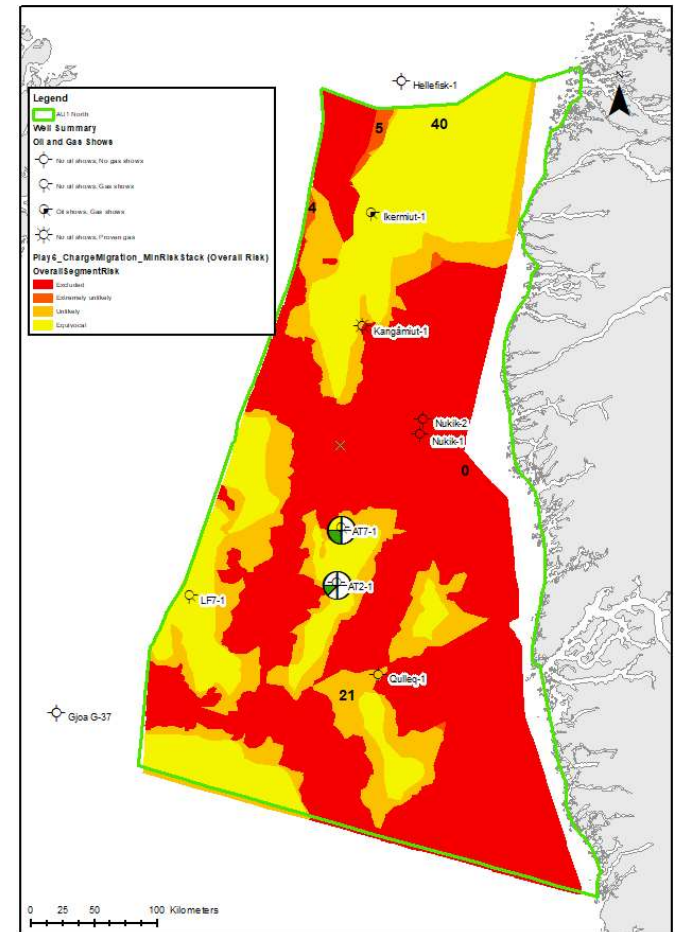 N
Hellefisk-1
Legend
AU1 North
Well Summary
Oil and Gas Shows
No oil shows, No gas shows
No oil shows, Gas shows
Oil shows, Gas shows
No oil shows, Proven gas
Play6_ChargeMigration_MinRiskStack (Overall Risk)
OverallSegmentRisk
Excluded
Extremely unlikely
Unlikely
Equivocal
5
40
4
Ikermiut-1
Kangâmiut-1
Nukik-2
Nukik-1
0
AT7-1
AT2-1
LF7-1
Qulleq-1
21
Gjoa G-37
0 25 50 100 Kilometers